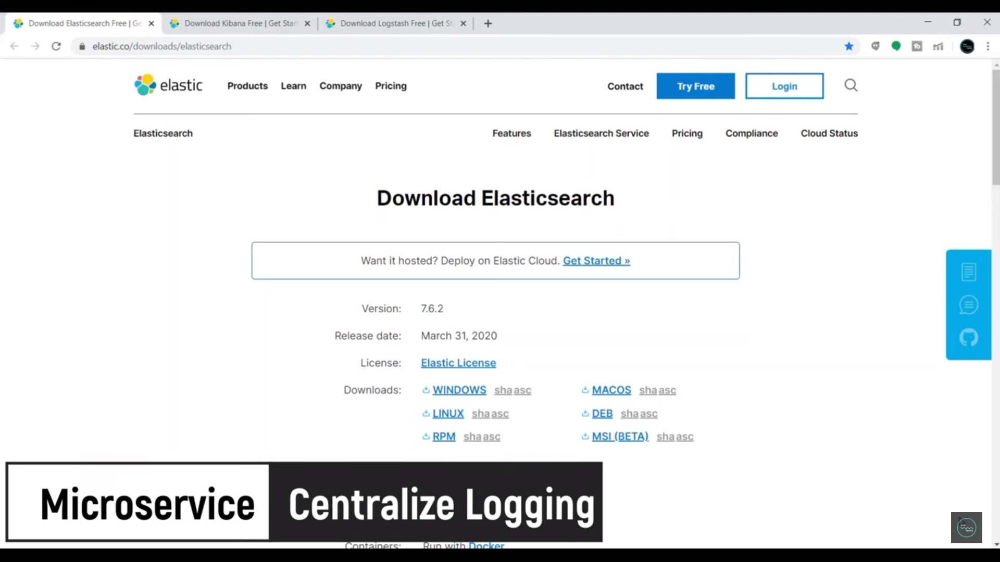 Download Elasticsearch Free | Ge
Download Kibana Free | Get Start
Download Logstash Free | Get St
elastic.co/downloads/elasticsearch
elastic Products Learn Company Pricing Contact Try Free Login
Elasticsearch Features Elasticsearch Service Pricing Compliance Cloud Status
Download Elasticsearch
Want it hosted? Deploy on Elastic Cloud. Get Started »
Version: 7.6.2
Release date: March 31, 2020
License: Elastic License
Downloads: WINDOWS sha asc MACOS sha asc
LINUX sha asc DEB sha asc
RPM sha asc MSI (BETA) sha asc
Microservice Centralize Logging
Containers: Run with Docker